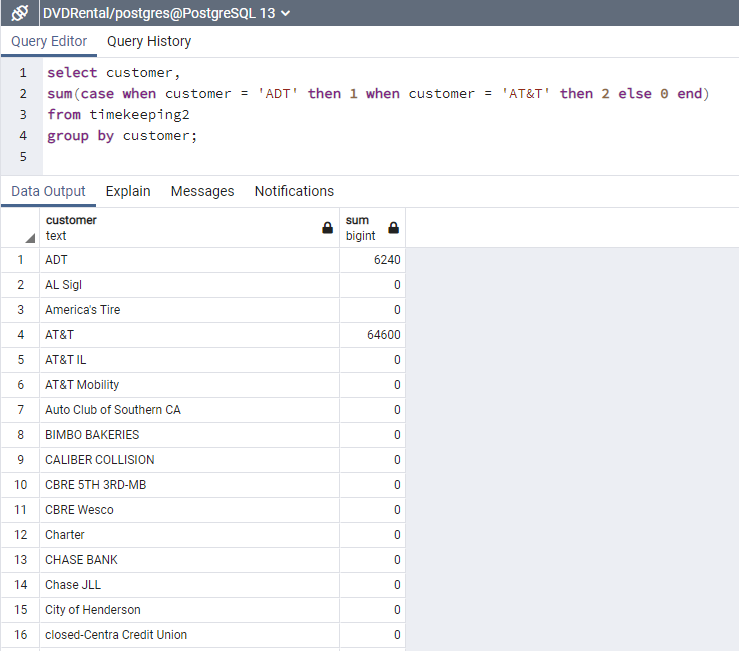 DVDRental/postgres@PostgreSQL 13
Query Editor Query History
1 select customer,
2 sum(case when customer = 'ADT' then 1 when customer = 'AT&T' then 2 else 0 end)
3 from timekeeping2
4 group by customer;
5
Data Output Explain Messages Notifications
customer sum
text bigint
1 ADT 6240
2 AL Sigl 0
3 America's Tire 0
4 AT&T 64600
5 AT&T IL 0
6 AT&T Mobility 0
7 Auto Club of Southern CA 0
8 BIMBO BAKERIES 0
9 CALIBER COLLISION 0
10 CBRE 5TH 3RD-MB 0
11 CBRE Wesco 0
12 Charter 0
13 CHASE BANK 0
14 Chase JLL 0
15 City of Henderson 0
16 closed-Centra Credit Union 0